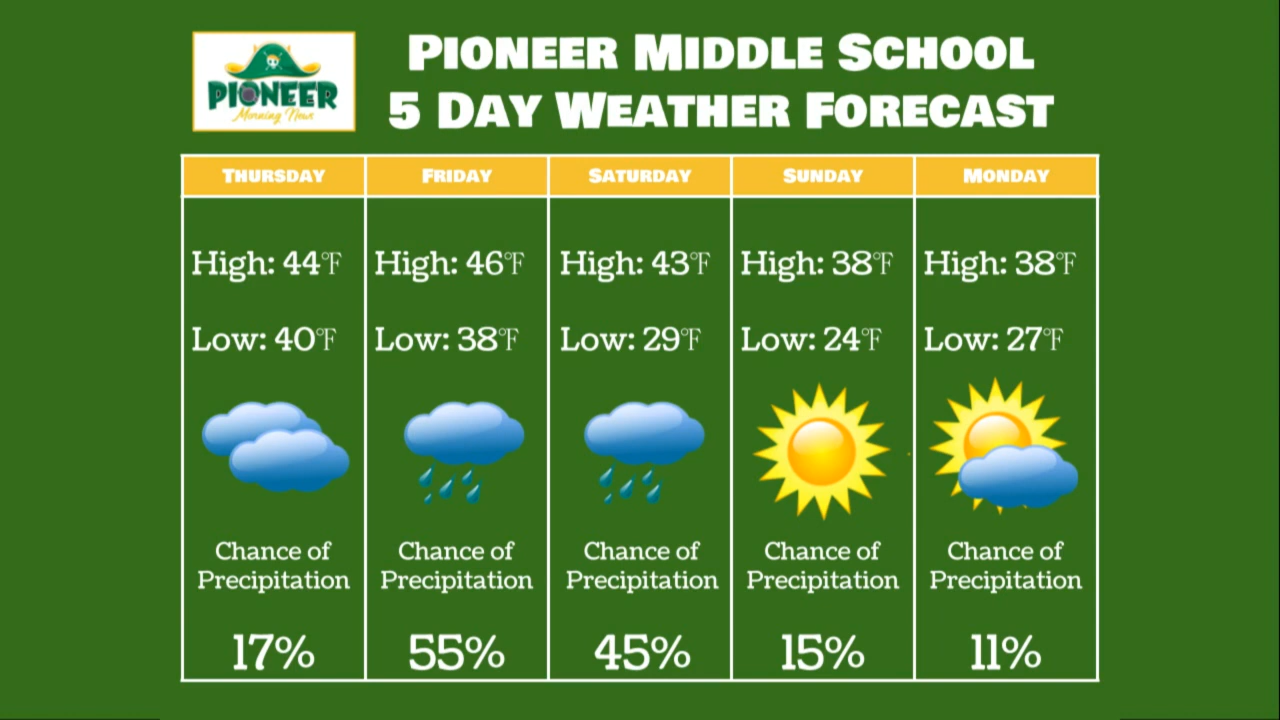 PIONEER
Morning News
PIONEER MIDDLE SCHOOL
5 DAY WEATHER FORECAST
THURSDAY
High: 44°F
Low: 40°F
Chance of
Precipitation
17%
FRIDAY
High: 46°F
Low: 38°F
Chance of
Precipitation
55%
SATURDAY
High: 43°F
Low: 29°F
Chance of
Precipitation
45%
SUNDAY
High: 38°F
Low: 24°F
Chance of
Precipitation
15%
MONDAY
High: 38°F
Low: 27°F
Chance of
Precipitation
11%